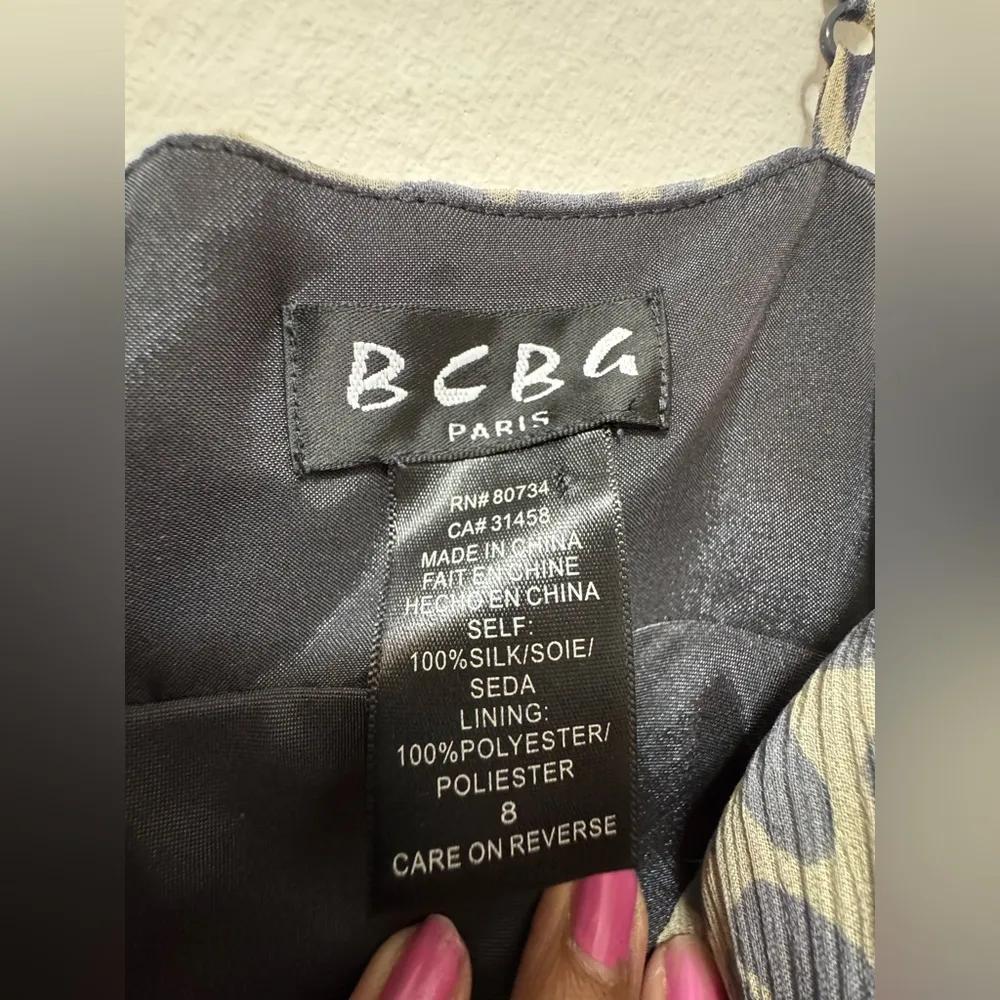 BCBG
PARIS
RN# 80734
CA# 31458
MADE IN CHINA
FAIT EN CHINE
HECHO EN CHINA
SELF:
100%SILK/SOIE/
SEDA
LINING:
100%POLYESTER/
POLIESTER
8
CARE ON REVERSE